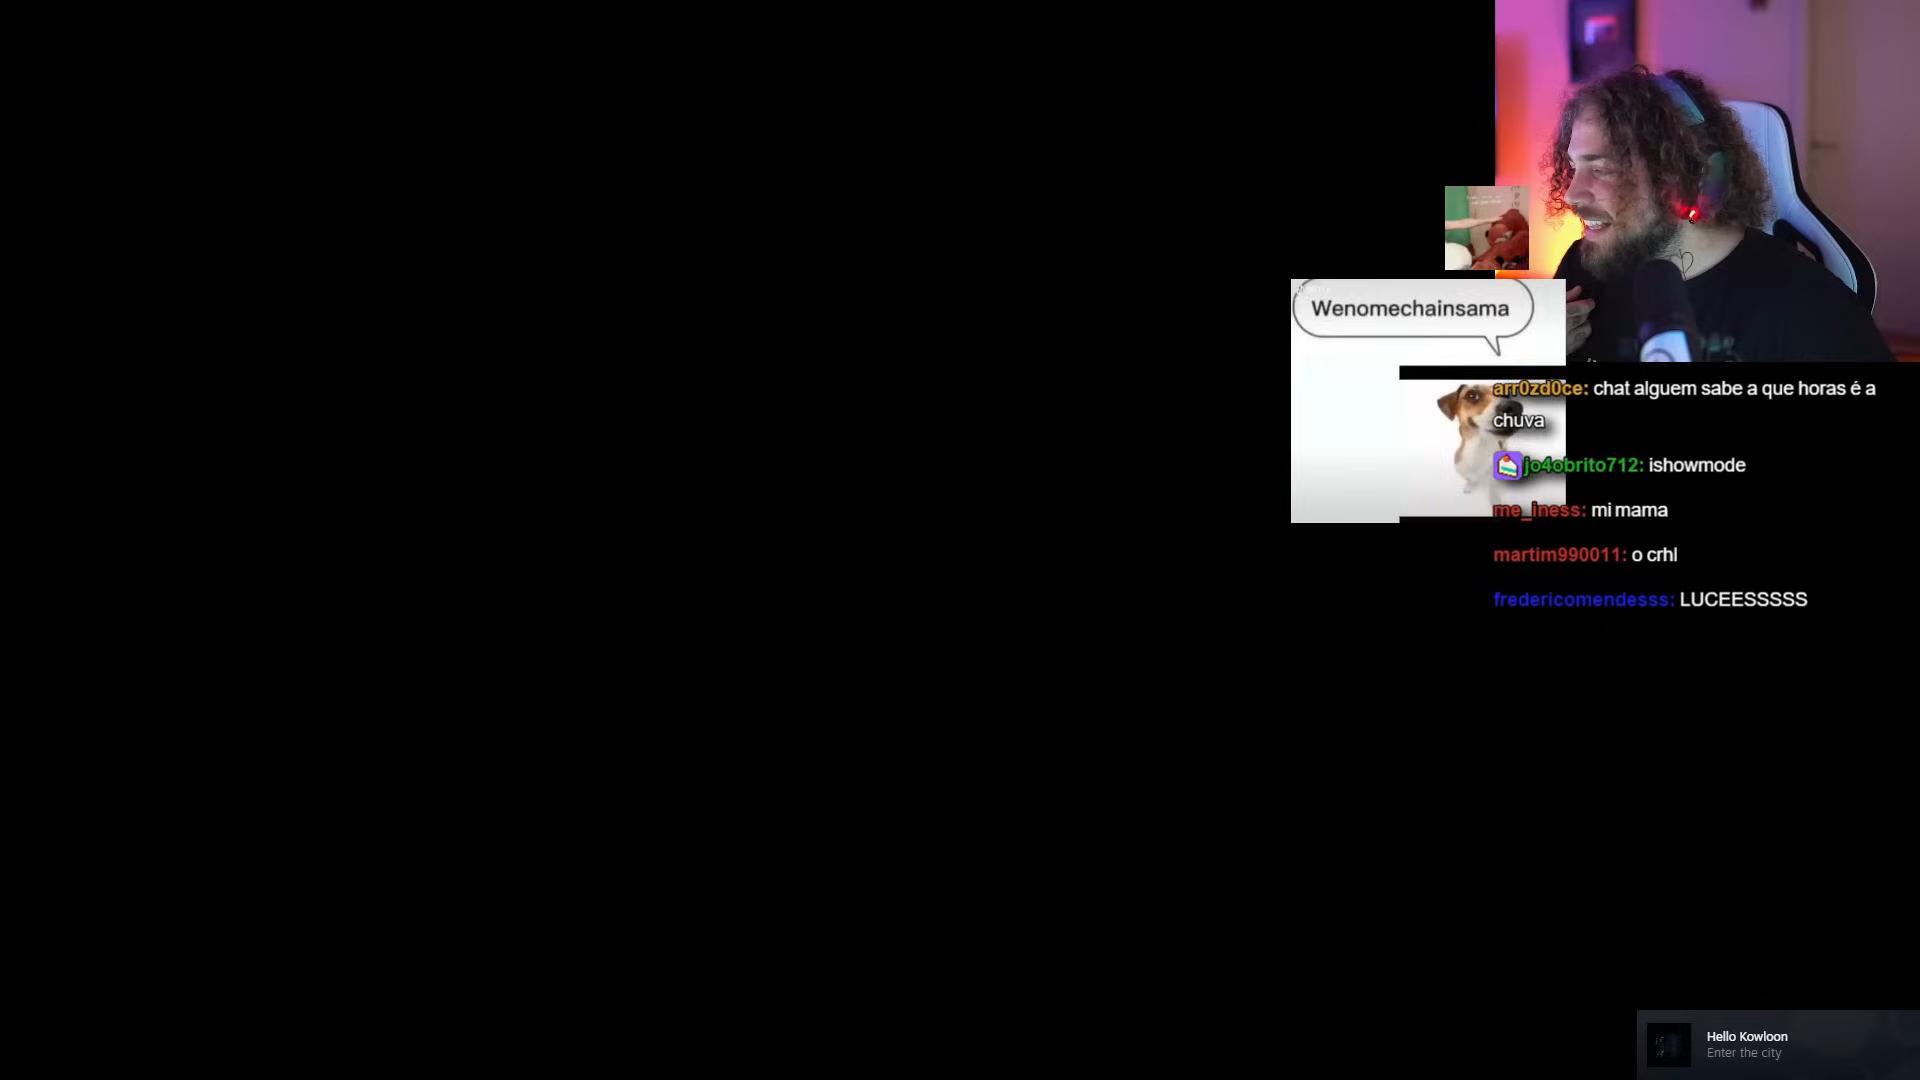 Wenomechainsama
arr0zd0ce: chat alguem sabe a que horas é a
chuva
jo4obrito712: ishowmode
me_iness: mi mama
martim990011: o crhl
fredericomendesss: LUCEESSSSS
Hello Kowloon
Enter the city